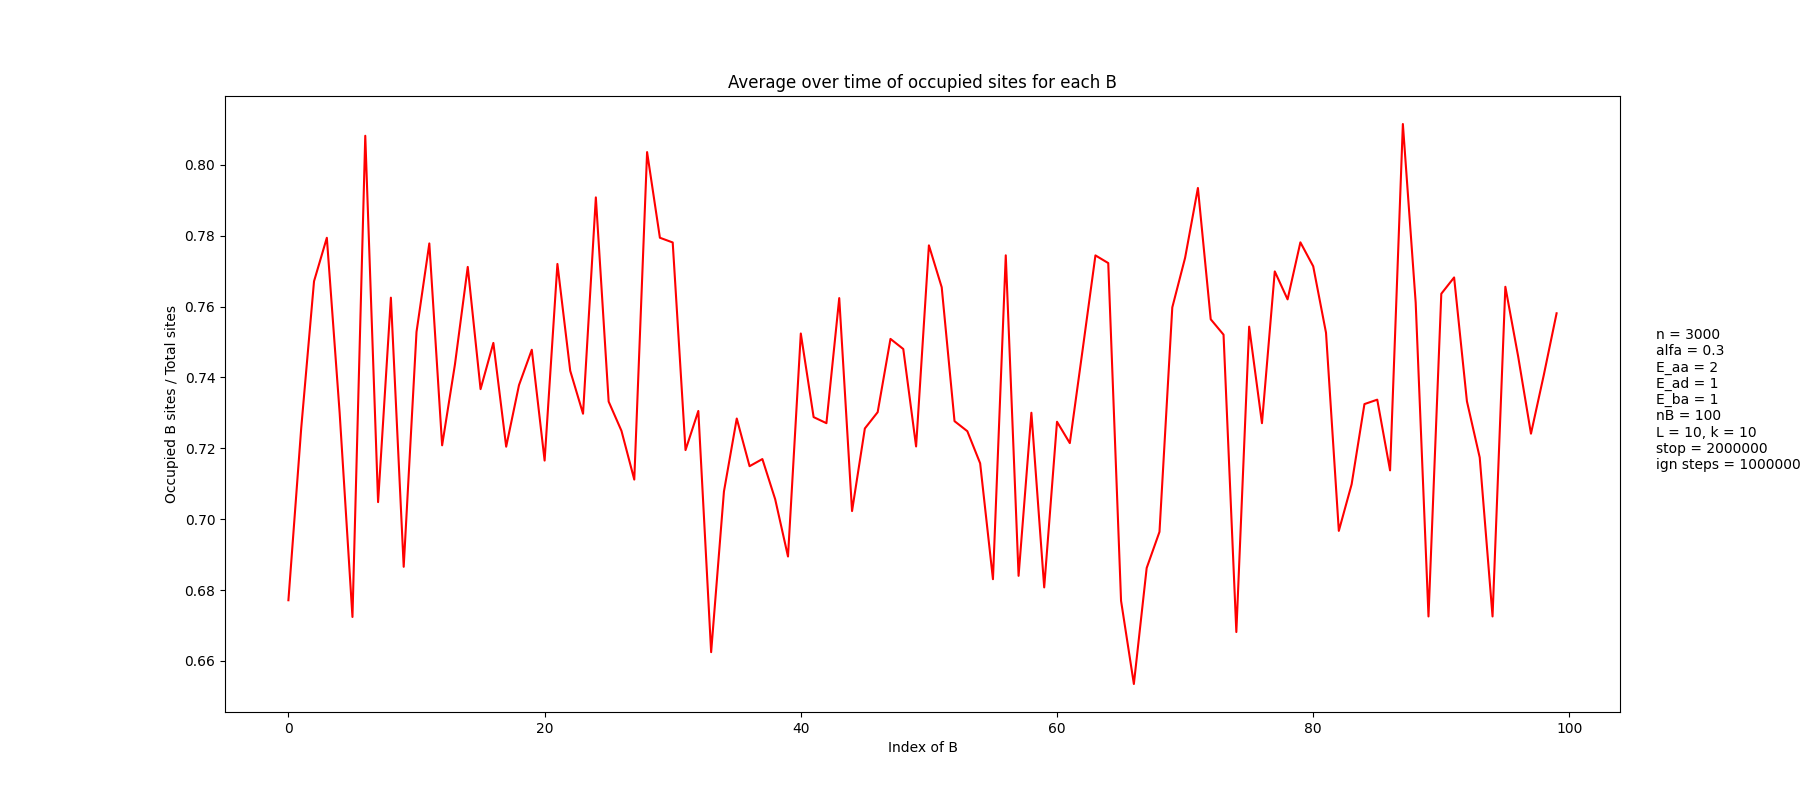 Average over time of occupied sites for each B
Occupied B sites / Total sites
0.80
0.78
0.76
0.74
0.72
0.70
0.68
0.66
0 20 40 60 80 100
Index of B
n = 3000
alfa = 0.3
E_aa = 2
E_ad = 1
E_ba = 1
nB = 100
L = 10, k = 10
stop = 2000000
ign steps = 1000000